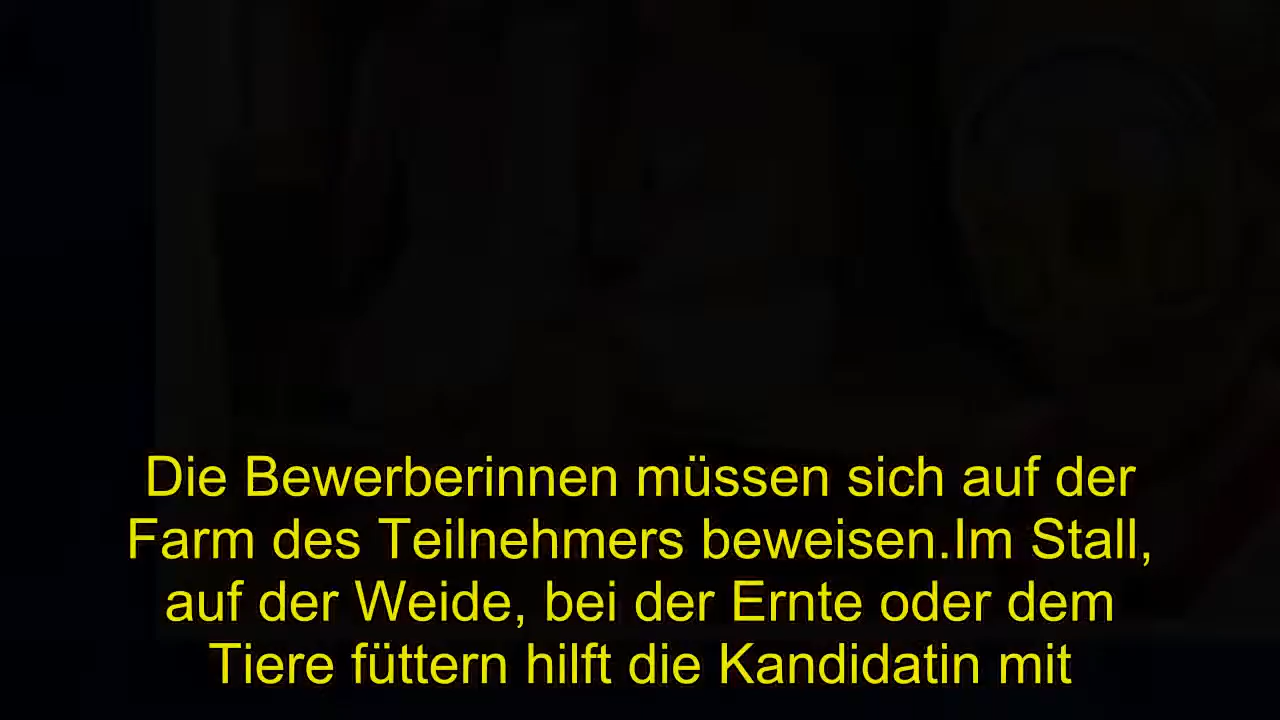 Die Bewerberinnen müssen sich auf der
Farm des Teilnehmers beweisen.Im Stall,
auf der Weide, bei der Ernte oder dem
Tiere füttern hilft die Kandidatin mit